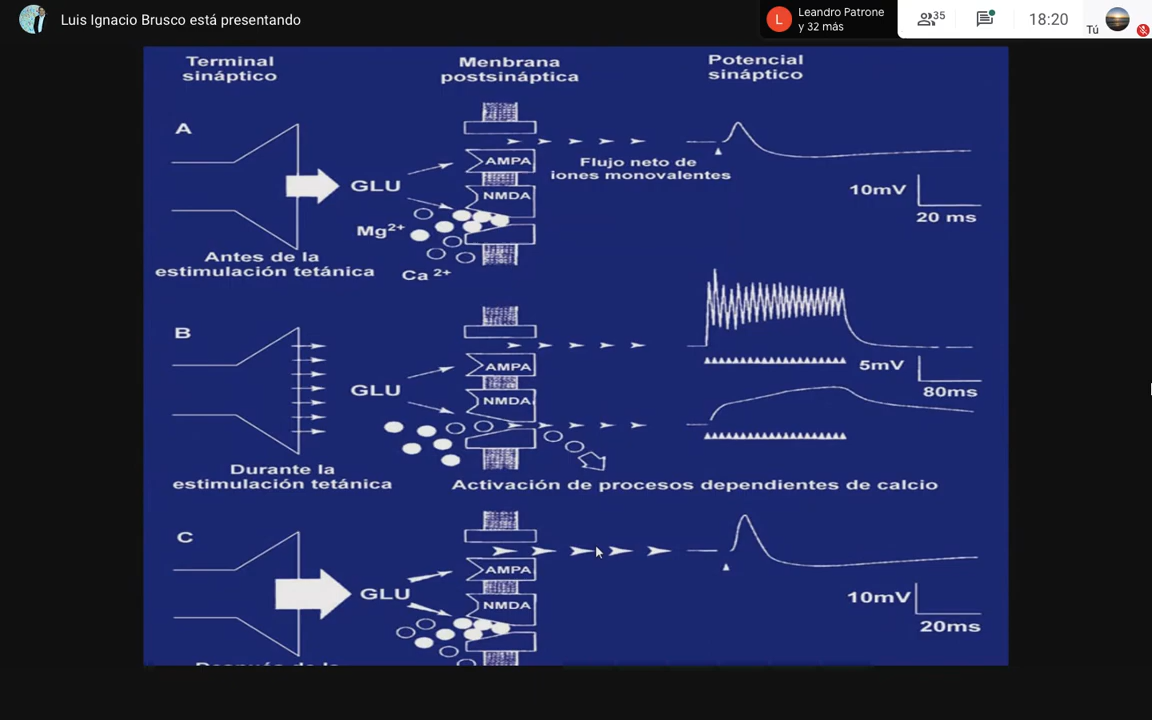 Luis Ignacio Brusco está presentando
L
Leandro Patrone
y 32 más
35
18:20
Tú
Terminal
sináptico
Menbrana
postsináptica
Potencial
sináptico
A
GLU
AMPA
NMDA
Mg2+
Ca 2+
Flujo neto de
iones monovalentes
10mV
20 ms
Antes de la
estimulación tetánica
B
GLU
AMPA
NMDA
5mV
80ms
Durante la
estimulación tetánica
Activación de procesos dependientes de calcio
C
GLU
AMPA
NMDA
10mV
20ms
Después de la